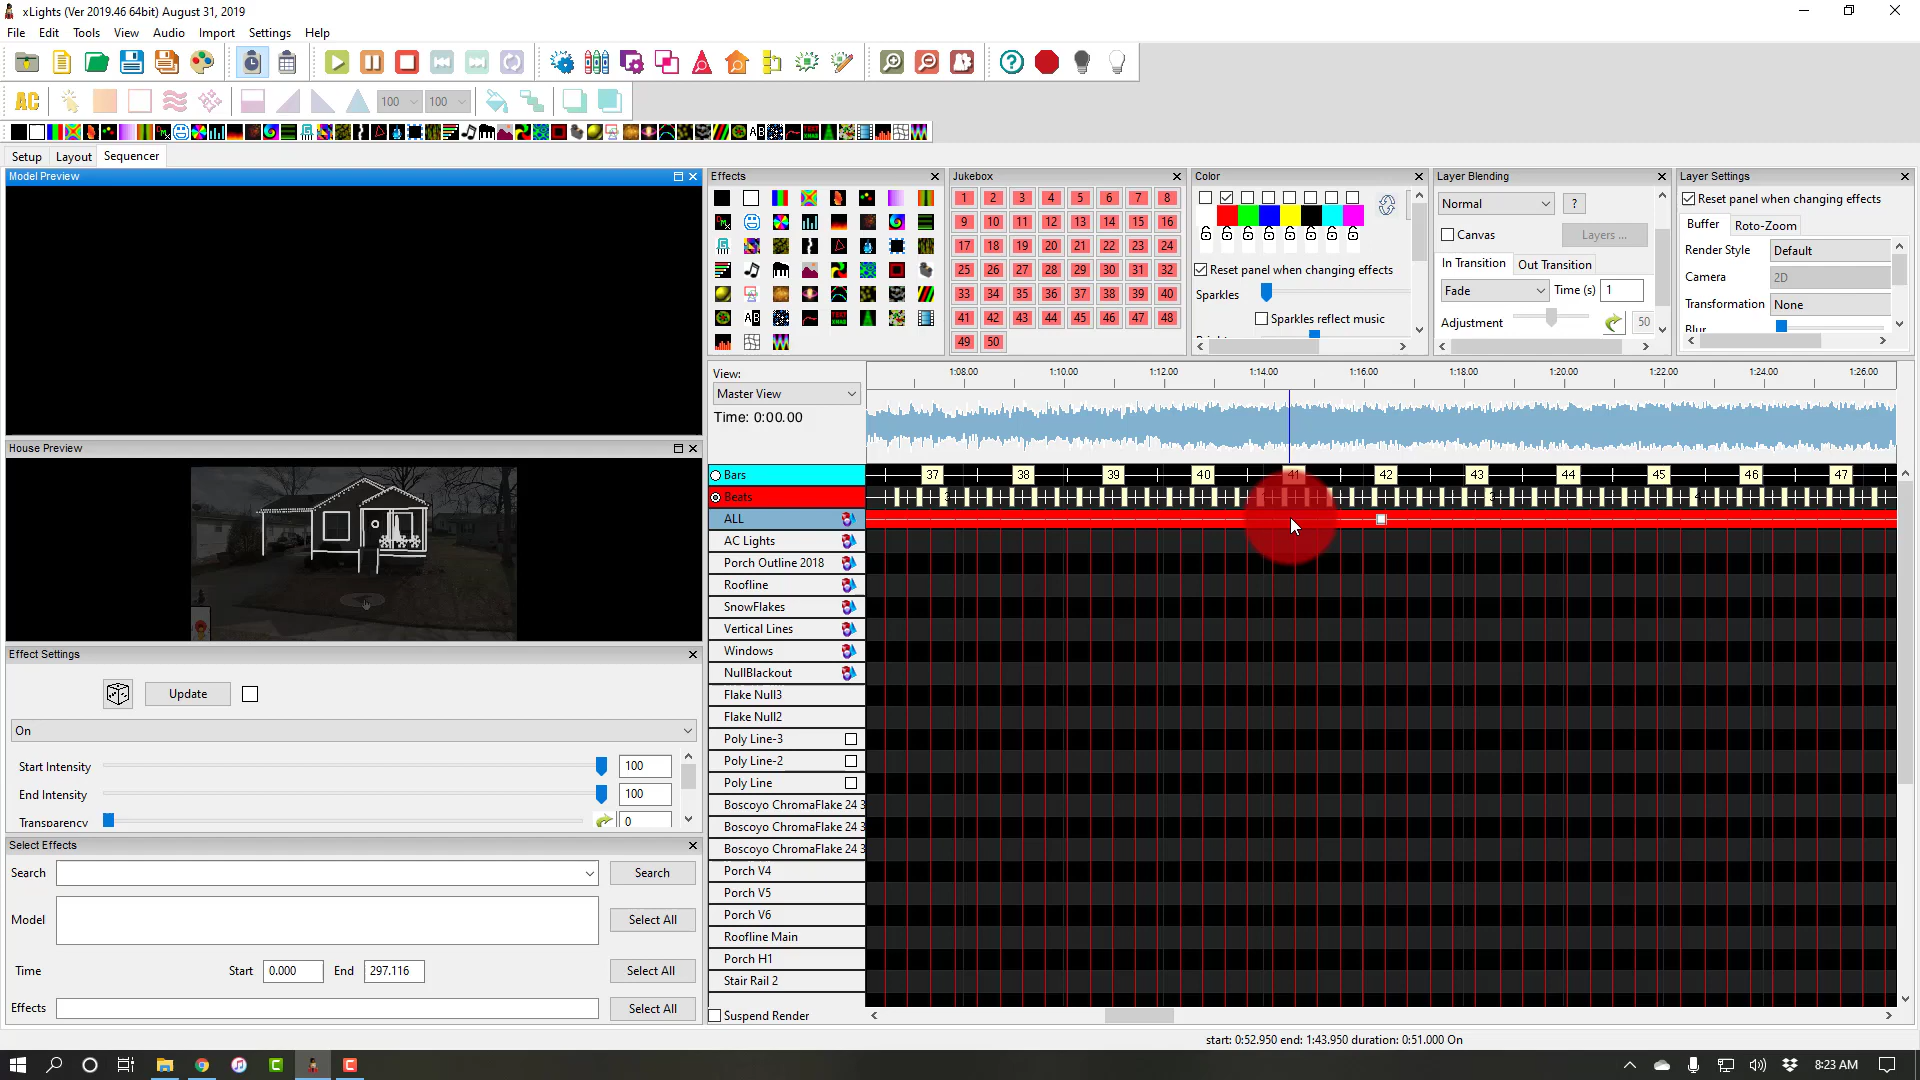 xLights (Ver 2019.46 64bit) August 31, 2019
File Edit Tools View Audio Import Settings Help
AC 100 100
Setup Layout Sequencer
Model Preview
House Preview
Effect Settings
Update
On
Start Intensity 100
End Intensity 100
Transparency 0
Select Effects
Search Search
Model Select All
Time Start 0.000 End 297.116 Select All
Effects Select All
Effects
Jukebox
1 2 3 4 5 6 7 8
9 10 11 12 13 14 15 16
17 18 19 20 21 22 23 24
25 26 27 28 29 30 31 32
33 34 35 36 37 38 39 40
41 42 43 44 45 46 47 48
49 50
Color
Reset panel when changing effects
Sparkles
Sparkles reflect music
Layer Blending
Normal ?
Canvas Layers ...
In Transition Out Transition
Fade Time (s) 1
Adjustment 50
Layer Settings
Reset panel when changing effects
Buffer Roto-Zoom
Render Style Default
Camera 2D
Transformation None
Blur
View:
Master View
Time: 0:00.00
1:08.00 1:10.00 1:12.00 1:14.00 1:16.00 1:18.00 1:20.00 1:22.00 1:24.00 1:26.00
Bars 37 38 39 40 41 42 43 44 45 46 47
Beats
ALL
AC Lights
Porch Outline 2018
Roofline
SnowFlakes
Vertical Lines
Windows
NullBlackout
Flake Null3
Flake Null2
Poly Line-3
Poly Line-2
Poly Line
Boscoyo ChromaFlake 24 3
Boscoyo ChromaFlake 24 3
Boscoyo ChromaFlake 24 3
Porch V4
Porch V5
Porch V6
Roofline Main
Porch H1
Stair Rail 2
Suspend Render
start: 0:52.950 end: 1:43.950 duration: 0:51.000 On
8:23 AM